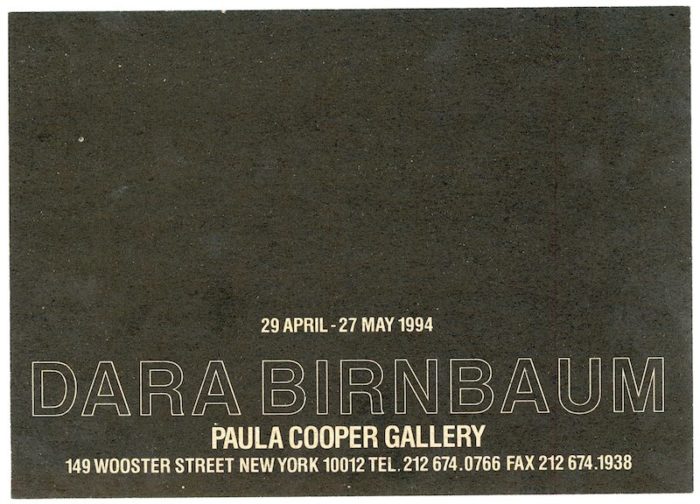 29 APRIL - 27 MAY 1994
DARA BIRNBAUM
PAULA COOPER GALLERY
149 WOOSTER STREET NEW YORK 10012 TEL. 212 674.0766 FAX 212 674.1938